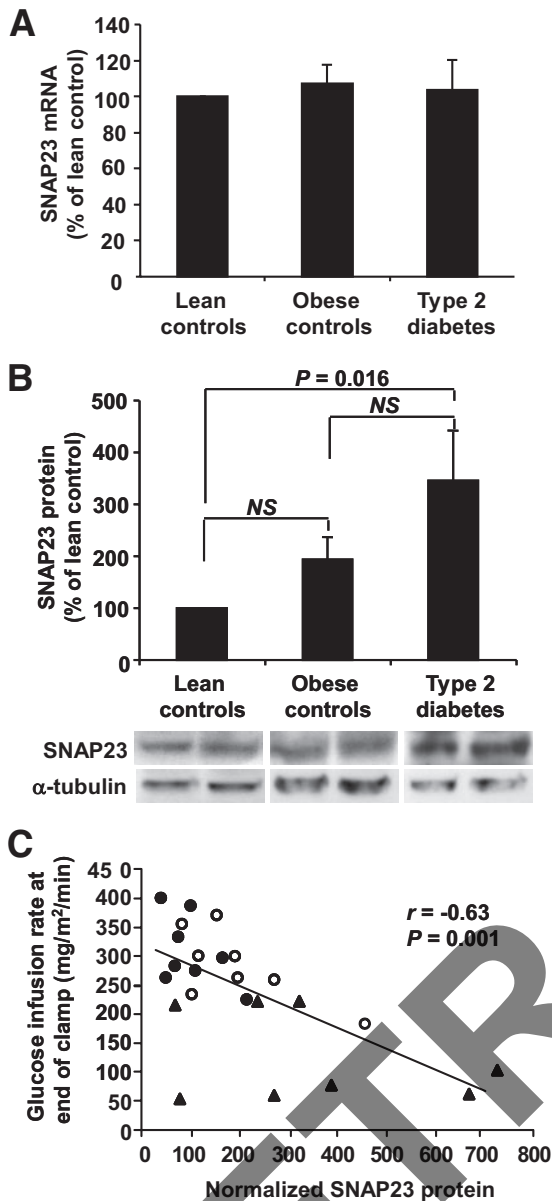 A
140
120
100
80
60
40
20
0
SNAP23 mRNA
(% of lean control)
Lean
controls
Obese
controls
Type 2
diabetes
B
P = 0.016
NS
NS
500
400
300
200
100
0
SNAP23 protein
(% of lean control)
Lean
controls
Obese
controls
Type 2
diabetes
SNAP23
α-tubulin
C
45 0
400
350
300
250
200
150
100
50
0
Glucose infusion rate at
end of clamp (mg/m²/min)
r = -0.63
P = 0.001
0 100 200 300 400 500 600 700 800
Normalized SNAP23 protein
TR